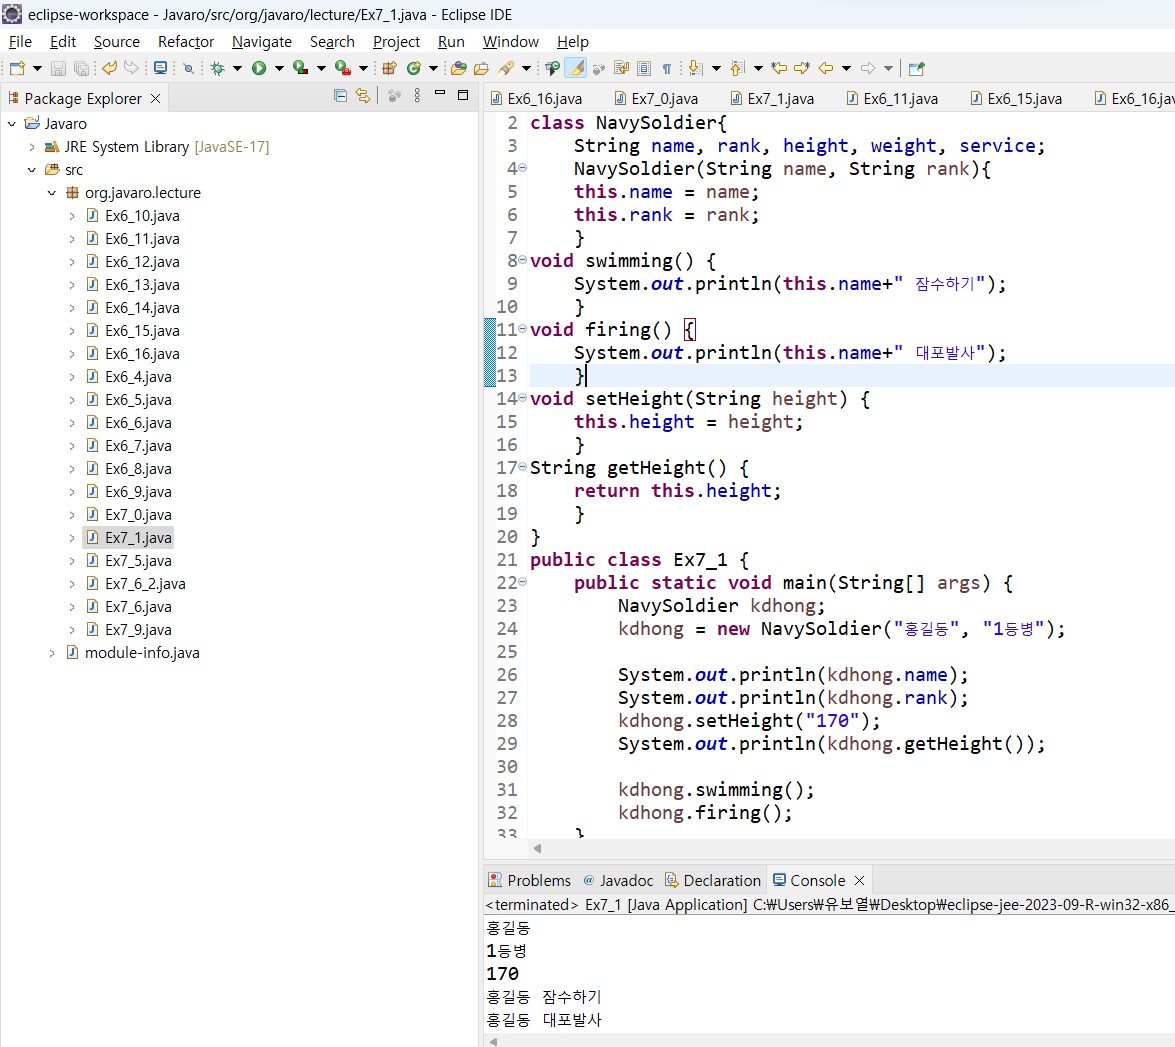 eclipse-workspace - Javaro/src/org/javaro/lecture/Ex7_1.java - Eclipse IDE
File Edit Source Refactor Navigate Search Project Run Window Help
Package Explorer
Javaro
JRE System Library [JavaSE-17]
src
org.javaro.lecture
Ex6_10.java
Ex6_11.java
Ex6_12.java
Ex6_13.java
Ex6_14.java
Ex6_15.java
Ex6_16.java
Ex6_4.java
Ex6_5.java
Ex6_6.java
Ex6_7.java
Ex6_8.java
Ex6_9.java
Ex7_0.java
Ex7_1.java
Ex7_5.java
Ex7_6_2.java
Ex7_6.java
Ex7_9.java
module-info.java
Ex6_16.java Ex7_0.java Ex7_1.java Ex6_11.java Ex6_15.java Ex6_16.jav
2 class NavySoldier{
3 String name, rank, height, weight, service;
4 NavySoldier(String name, String rank){
5 this.name = name;
6 this.rank = rank;
7 }
8 void swimming() {
9 System.out.println(this.name+" 잠수하기");
10 }
11 void firing() {
12 System.out.println(this.name+" 대포발사");
13 }
14 void setHeight(String height) {
15 this.height = height;
16 }
17 String getHeight() {
18 return this.height;
19 }
20 }
21 public class Ex7_1 {
22 public static void main(String[] args) {
23 NavySoldier kdhong;
24 kdhong = new NavySoldier("홍길동", "1등병");
25
26 System.out.println(kdhong.name);
27 System.out.println(kdhong.rank);
28 kdhong.setHeight("170");
29 System.out.println(kdhong.getHeight());
30
31 kdhong.swimming();
32 kdhong.firing();
33 }
Problems @ Javadoc Declaration Console
<terminated> Ex7_1 [Java Application] C:₩Users₩유보열₩Desktop₩eclipse-jee-2023-09-R-win32-x86_
홍길동
1등병
170
홍길동 잠수하기
홍길동 대포발사